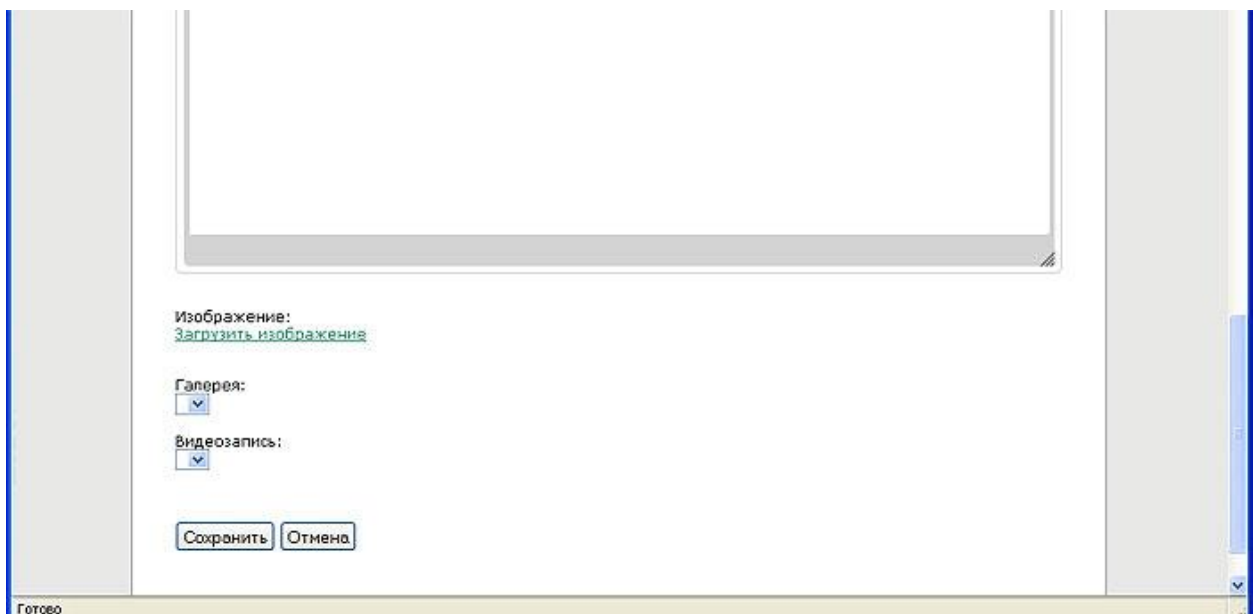 Изображение:
Загрузить изображение
Галерея:
Видеозапись:
Сохранить Отмена
Готово